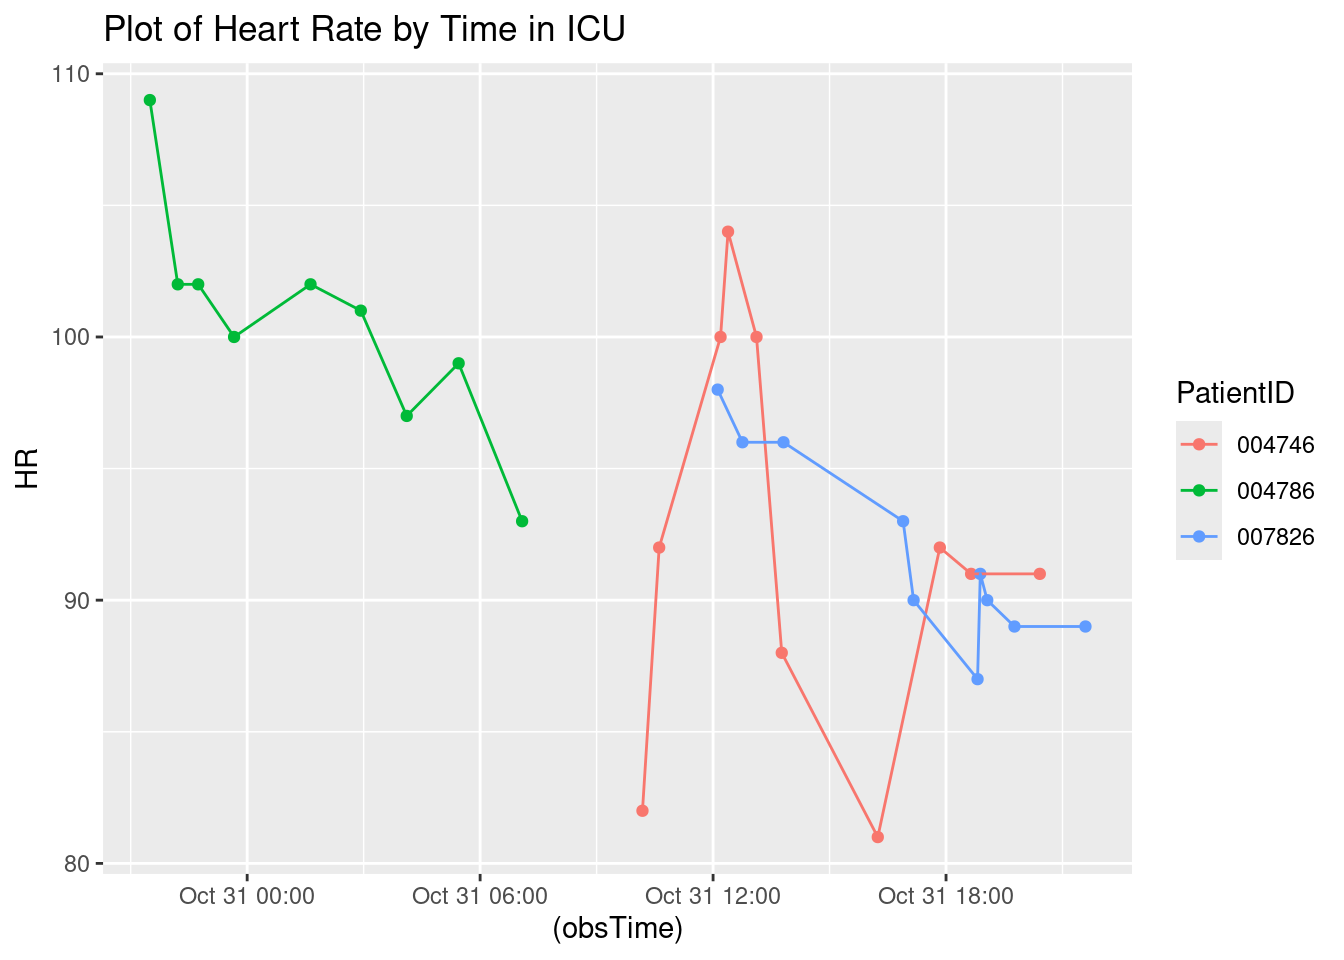 Plot of Heart Rate by Time in ICU
110
100
90
80
HR
Oct 31 00:00
Oct 31 06:00
Oct 31 12:00
Oct 31 18:00
(obsTime)
PatientID
004746
004786
007826